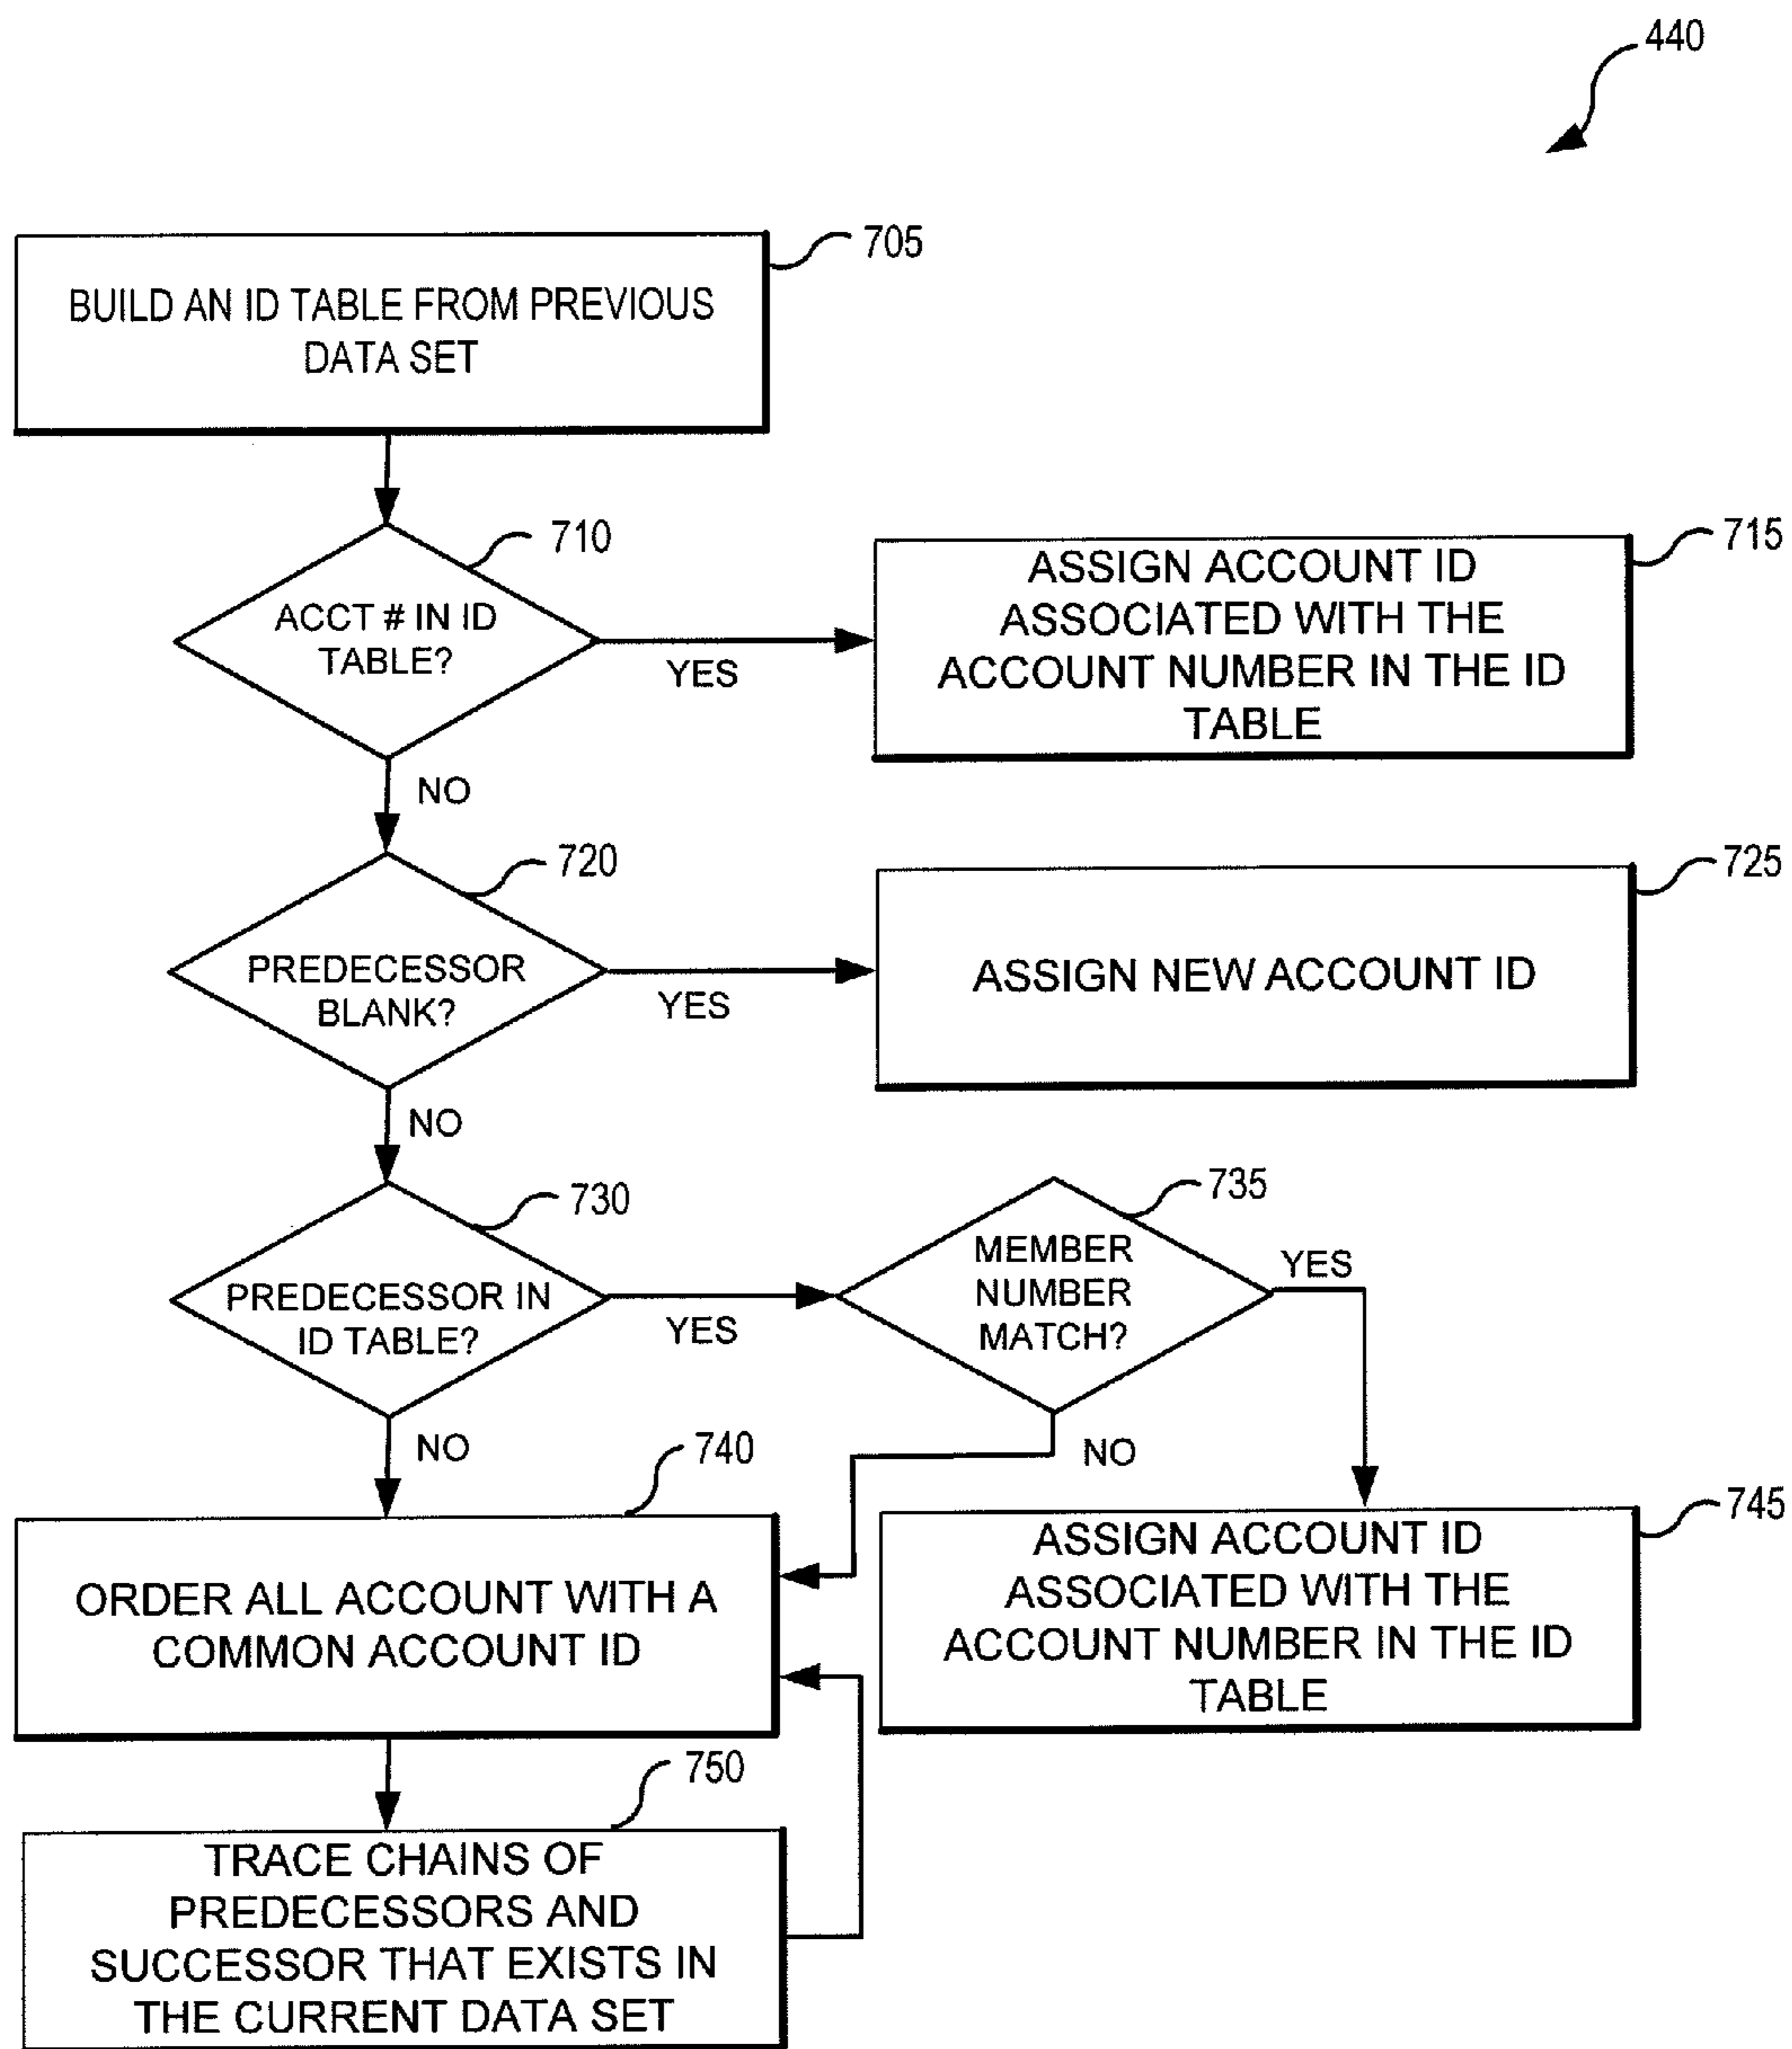 440
705
BUILD AN ID TABLE FROM PREVIOUS
DATA SET
710
ACCT # IN ID
TABLE?
YES
NO
715
ASSIGN ACCOUNT ID
ASSOCIATED WITH THE
ACCOUNT NUMBER IN THE ID
TABLE
720
PREDECESSOR
BLANK?
YES
NO
725
ASSIGN NEW ACCOUNT ID
730
PREDECESSOR IN
ID TABLE?
YES
NO
735
MEMBER
NUMBER
MATCH?
YES
NO
740
ORDER ALL ACCOUNT WITH A
COMMON ACCOUNT ID
745
ASSIGN ACCOUNT ID
ASSOCIATED WITH THE
ACCOUNT NUMBER IN THE ID
TABLE
750
TRACE CHAINS OF
PREDECESSORS AND
SUCCESSOR THAT EXISTS IN
THE CURRENT DATA SET